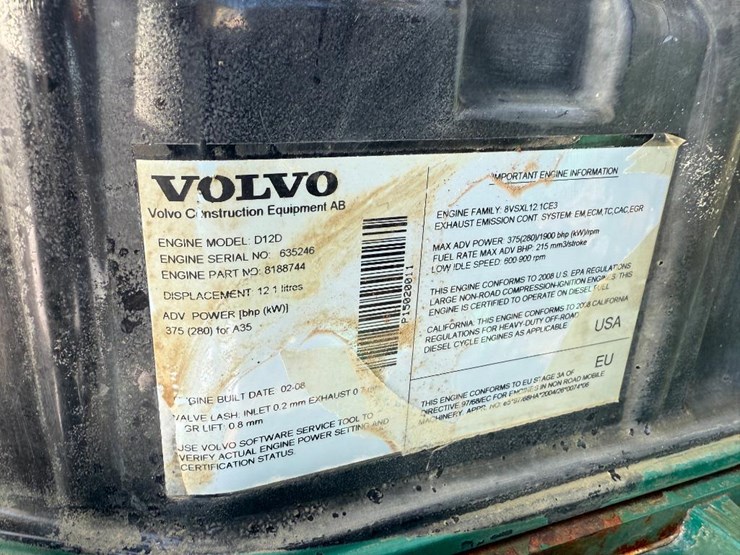 VOLVO
Volvo Construction Equipment AB
ENGINE MODEL: D12D
ENGINE SERIAL NO: 635246
ENGINE PART NO: 8188744
DISPLACEMENT 12.1 litres
ADV POWER [bhp (kW)]
375 (280) for A35
GINE BUILT DATE 02-08
VALVE LASH: INLET 0.2 mm EXHAUST 0
GR LIFT: 0.8 mm
USE VOLVO SOFTWARE SERVICE TOOL TO
VERIFY ACTUAL ENGINE POWER SETTING AND
CERTIFICATION STATUS.
P15020011
IMPORTANT ENGINE INFORMATION
ENGINE FAMILY: 8VSXL12.1CE3
EXHAUST EMISSION CONT. SYSTEM: EM,ECM,TC,CAC,EGR
MAX ADV POWER: 375(280)/1900 bhp (kW)/rpm
FUEL RATE MAX ADV BHP: 215 mm3/stroke
LOW IDLE SPEED: 600 900 rpm
THIS ENGINE CONFORMS TO 2008 U.S. EPA REGULATIONS
LARGE NON-ROAD COMPRESSION-IGNITION ENGINES THIS
ENGINE IS CERTIFIED TO OPERATE ON DIESEL FUEL
CALIFORNIA: THIS ENGINE CONFORMS TO 2008 CALIFORNIA
REGULATIONS FOR HEAVY-DUTY OFF-ROAD
DIESEL CYCLE ENGINES AS APPLICABLE
USA
EU
THIS ENGINE CONFORMS TO EU STAGE 3A OF
DIRECTIVE 97/68/EC FOR ENGINES IN NON ROAD MOBILE
MACHINERY. APPR. NO: